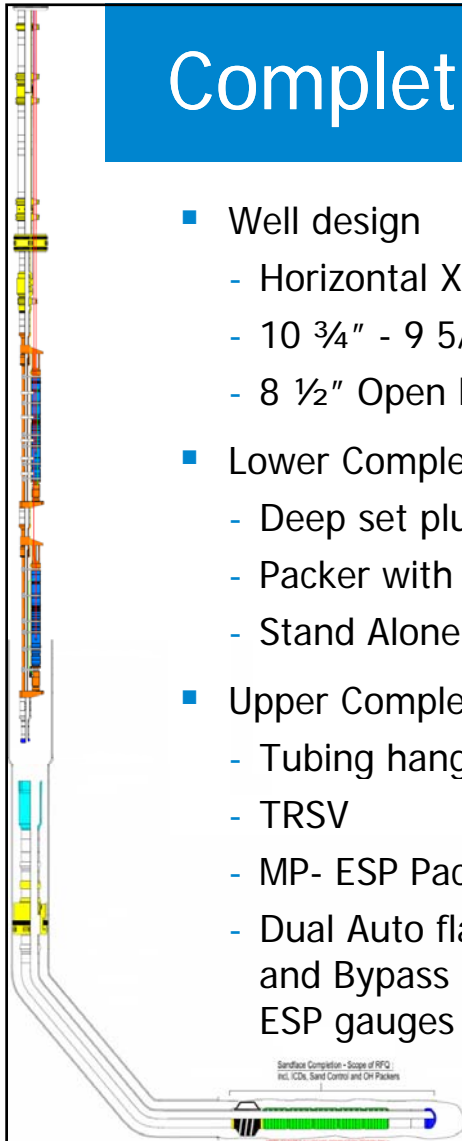 Complet
Well design
- Horizontal X
- 10 ¾" - 9 5/
- 8 ½" Open
Lower Comple
- Deep set plu
- Packer with
- Stand Alone
Upper Comple
- Tubing hang
- TRSV
- MP- ESP Pac
- Dual Auto fla
and Bypass
ESP gauges
Sandface Completion - Scope of RFQ :
incl, ICDs, Sand Control and OH Packers